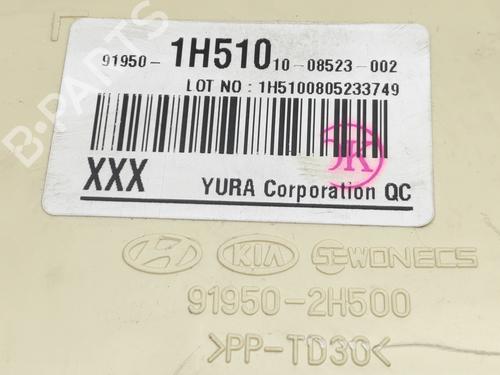 91950- 1H510 10-08523-002
LOT NO : 1H5100805233749
XXX YURA Corporation QC
OK
KIA SEWONECS
91950-2H500
>PP-TD30<
B-PARTS